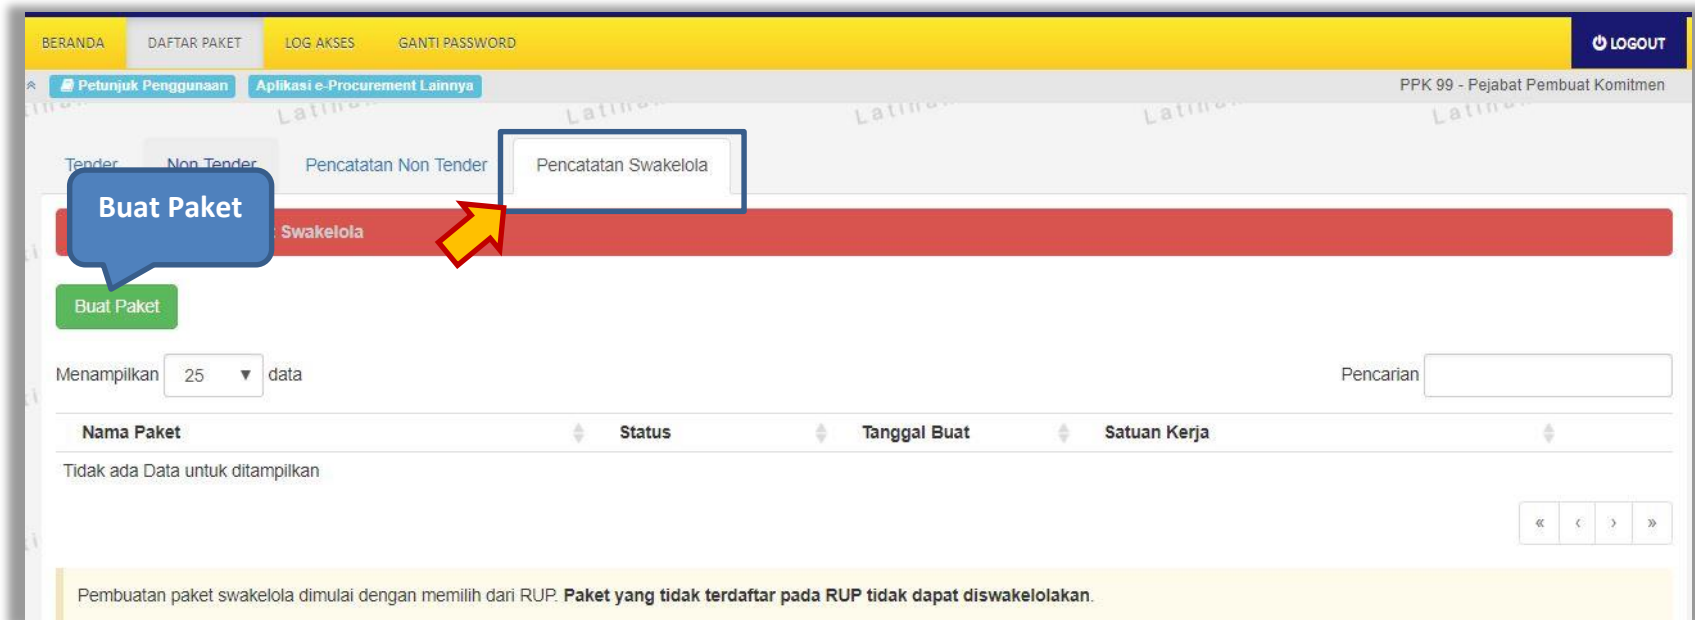 BERANDA DAFTAR PAKET LOG AKSES GANTI PASSWORD LOGOUT
Petunjuk Penggunaan Aplikasi e-Procurement Lainnya PPK 99 - Pejabat Pembuat Komitmen
Tender Non Tender Pencatatan Non Tender Pencatatan Swakelola
Buat Paket
Swakelola
Buat Paket
Menampilkan 25 data Pencarian
Nama Paket Status Tanggal Buat Satuan Kerja
Tidak ada Data untuk ditampilkan
« ‹ › »
Pembuatan paket swakelola dimulai dengan memilih dari RUP. Paket yang tidak terdaftar pada RUP tidak dapat diswakelolakan.